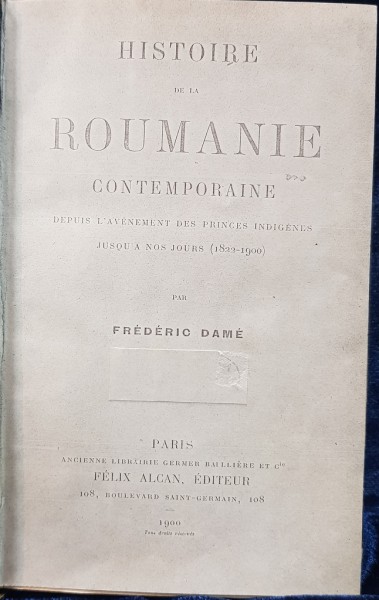 HISTOIRE
DE LA
ROUMANIE
CONTEMPORAINE
DEPUIS L'AVÉNEMENT DES PRINCES INDIGÈNES
JUSQU'A NOS JOURS (1822-1900)
PAR
FRÉDÉRIC DAMÉ
PARIS
ANCIENNE LIBRAIRIE GERMER BAILLIÈRE ET Cie
FÉLIX ALCAN, ÉDITEUR
108, BOULEVARD SAINT-GERMAIN, 108
1900
Tous droits réservés